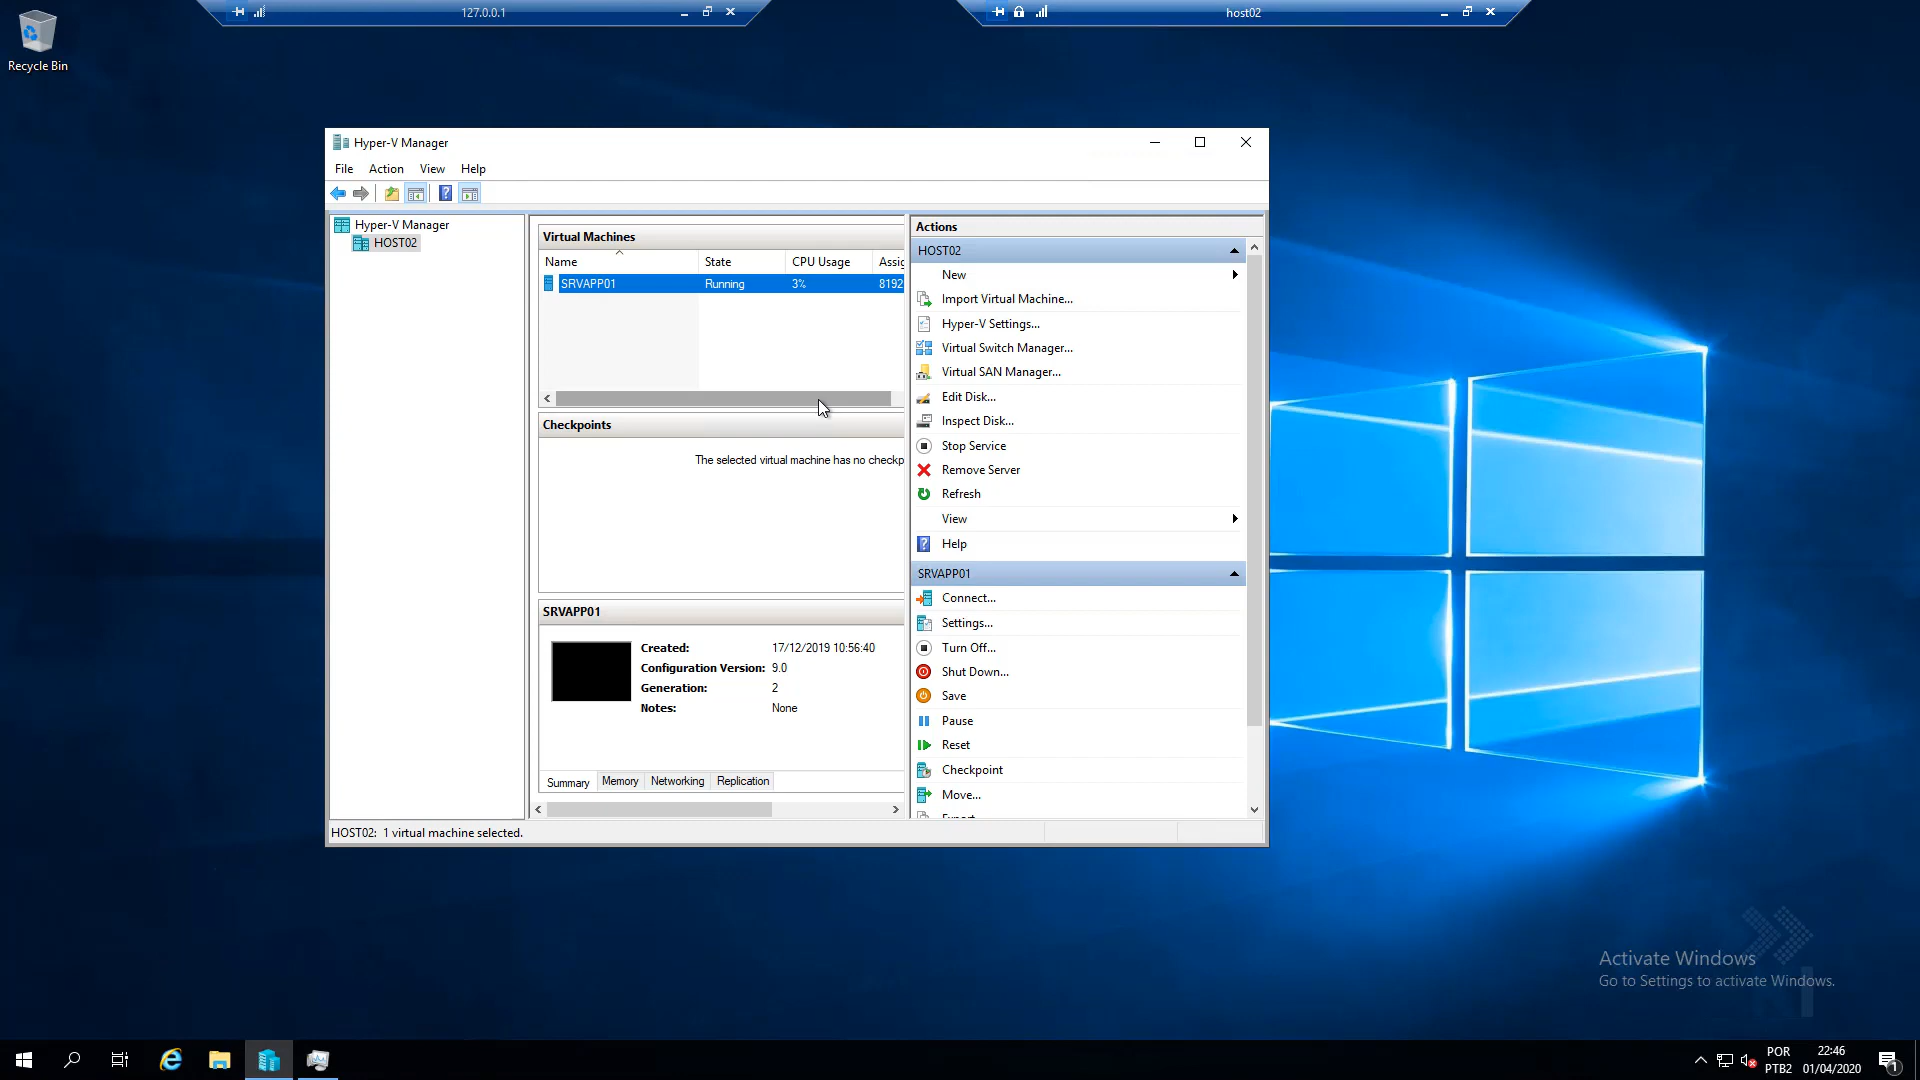 127.0.0.1
host02
Recycle Bin
Hyper-V Manager
File Action View Help
Hyper-V Manager
HOST02
Virtual Machines
Name State CPU Usage Assig
SRVAPP01 Running 3% 8192
Checkpoints
The selected virtual machine has no checkp
SRVAPP01
Created: 17/12/2019 10:56:40
Configuration Version: 9.0
Generation: 2
Notes: None
Summary Memory Networking Replication
Actions
HOST02
New
Import Virtual Machine...
Hyper-V Settings...
Virtual Switch Manager...
Virtual SAN Manager...
Edit Disk...
Inspect Disk...
Stop Service
Remove Server
Refresh
View
Help
SRVAPP01
Connect...
Settings...
Turn Off...
Shut Down...
Save
Pause
Reset
Checkpoint
Move...
HOST02: 1 virtual machine selected.
Activate Windows
Go to Settings to activate Windows.
POR
PTB2
22:46
01/04/2020
1